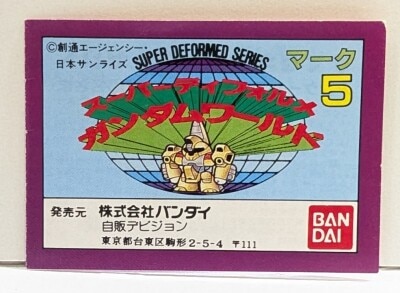 ©創通エージェンシー・
日本サンライズ
SUPER DEFORMED SERIES
マーク
5
スーパーディフォルメ
ガンダム・ワールド
発売元 株式会社バンダイ
自販デビジョン
東京都台東区駒形2-5-4 〒111
BAN
DAI